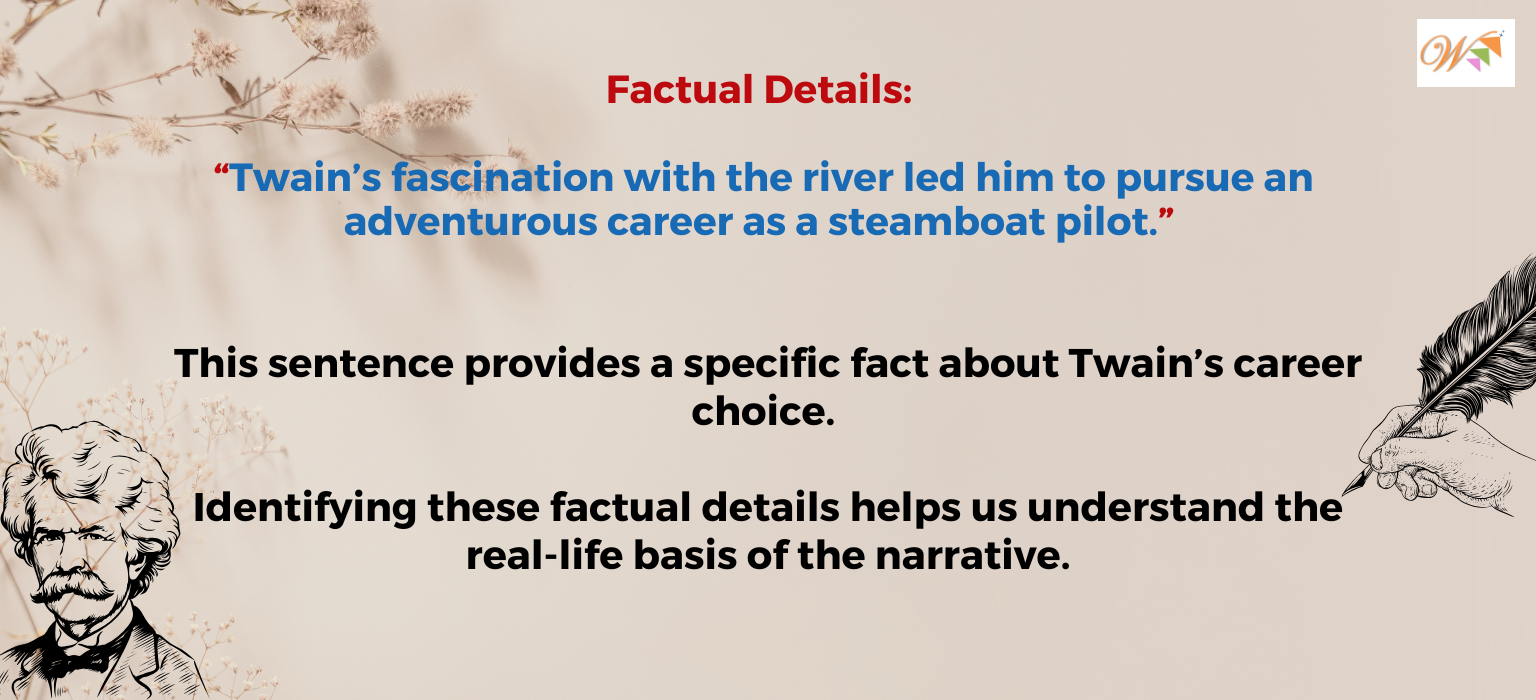 W
Factual Details:
“Twain’s fascination with the river led him to pursue an
adventurous career as a steamboat pilot.”
This sentence provides a specific fact about Twain’s career
choice.
Identifying these factual details helps us understand the
real-life basis of the narrative.